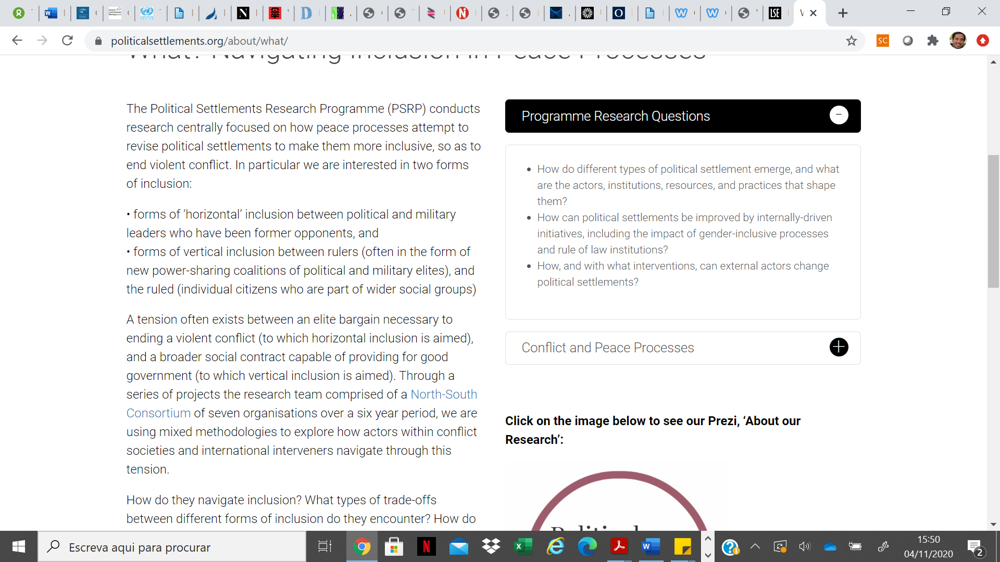 politicalsettlements.org/about/what/
SC
LSE
What? Navigating Inclusion in Peace Processes
The Political Settlements Research Programme (PSRP) conducts
research centrally focused on how peace processes attempt to
revise political settlements to make them more inclusive, so as to
end violent conflict. In particular we are interested in two forms
of inclusion:
• forms of ‘horizontal’ inclusion between political and military
leaders who have been former opponents, and
• forms of vertical inclusion between rulers (often in the form of
new power-sharing coalitions of political and military elites), and
the ruled (individual citizens who are part of wider social groups)
A tension often exists between an elite bargain necessary to
ending a violent conflict (to which horizontal inclusion is aimed),
and a broader social contract capable of providing for good
government (to which vertical inclusion is aimed). Through a
series of projects the research team comprised of a North-South
Consortium of seven organisations over a six year period, we are
using mixed methodologies to explore how actors within conflict
societies and international interveners navigate through this
tension.
How do they navigate inclusion? What types of trade-offs
between different forms of inclusion do they encounter? How do
Programme Research Questions
• How do different types of political settlement emerge, and what
are the actors, institutions, resources, and practices that shape
them?
• How can political settlements be improved by internally-driven
initiatives, including the impact of gender-inclusive processes
and rule of law institutions?
• How, and with what interventions, can external actors change
political settlements?
Conflict and Peace Processes
Click on the image below to see our Prezi, ‘About our
Research’:
Political
Escreva aqui para procurar
15:50
04/11/2020
2